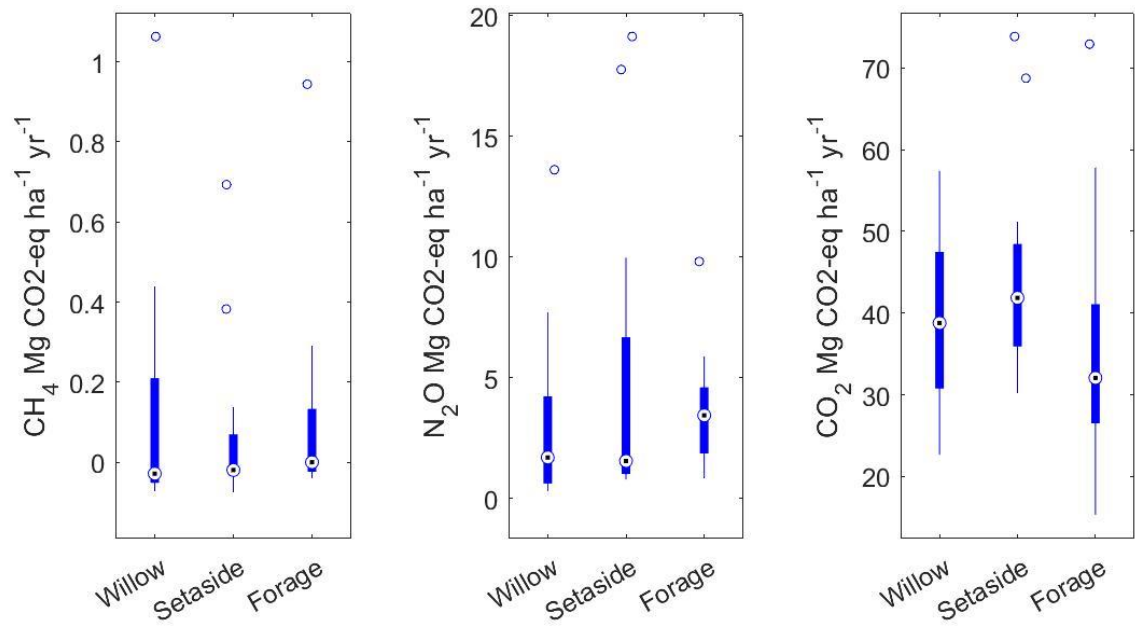 CH₄ Mg CO2-eq ha⁻¹ yr⁻¹
1
0.8
0.6
0.4
0.2
0
Willow
Setaside
Forage
N₂O Mg CO2-eq ha⁻¹ yr⁻¹
20
15
10
5
0
Willow
Setaside
Forage
CO₂ Mg CO2-eq ha⁻¹ yr⁻¹
70
60
50
40
30
20
Willow
Setaside
Forage